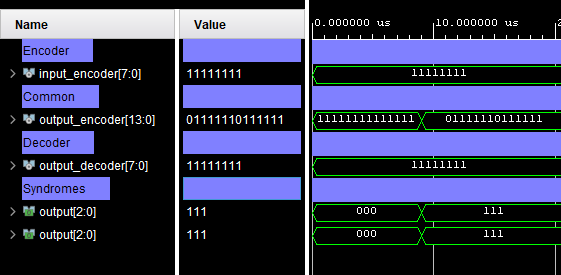 Name Value 0.000000 us 10.000000 us 2
Encoder
input_encoder[7:0] 11111111 11111111
Common
output_encoder[13:0] 01111110111111 11111111111111 01111110111111
Decoder
output_decoder[7:0] 11111111 11111111
Syndromes
output[2:0] 111 000 111
output[2:0] 111 000 111